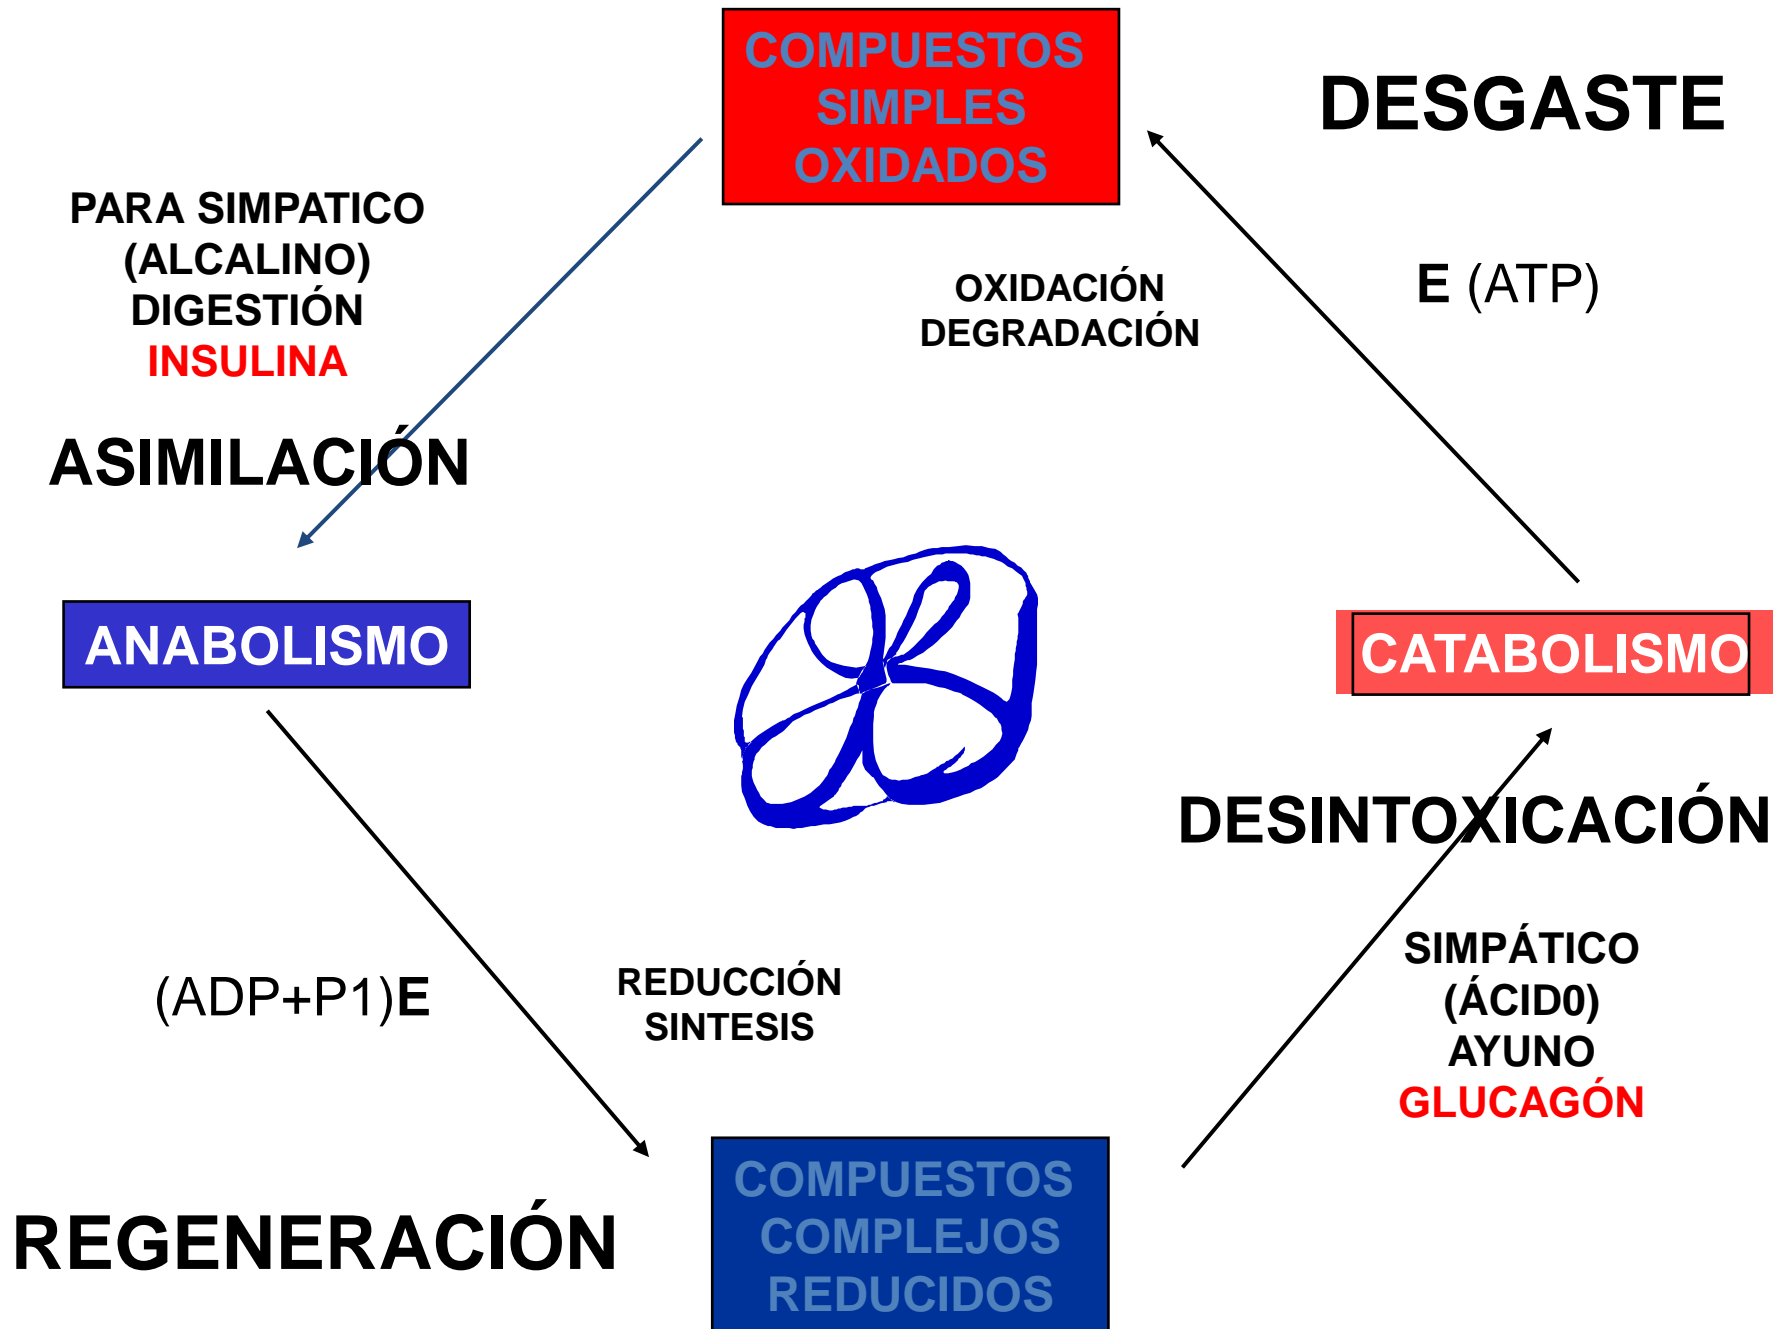 COMPUESTOS
SIMPLES
OXIDADOS
DESGASTE
PARA SIMPATICO
(ALCALINO)
DIGESTIÓN
INSULINA
OXIDACIÓN
DEGRADACIÓN
E (ATP)
ASIMILACIÓN
ANABOLISMO
CATABOLISMO
DESINTOXICACIÓN
(ADP+P1)E
REDUCCIÓN
SINTESIS
SIMPÁTICO
(ÁCID0)
AYUNO
GLUCAGÓN
REGENERACIÓN
COMPUESTOS
COMPLEJOS
REDUCIDOS